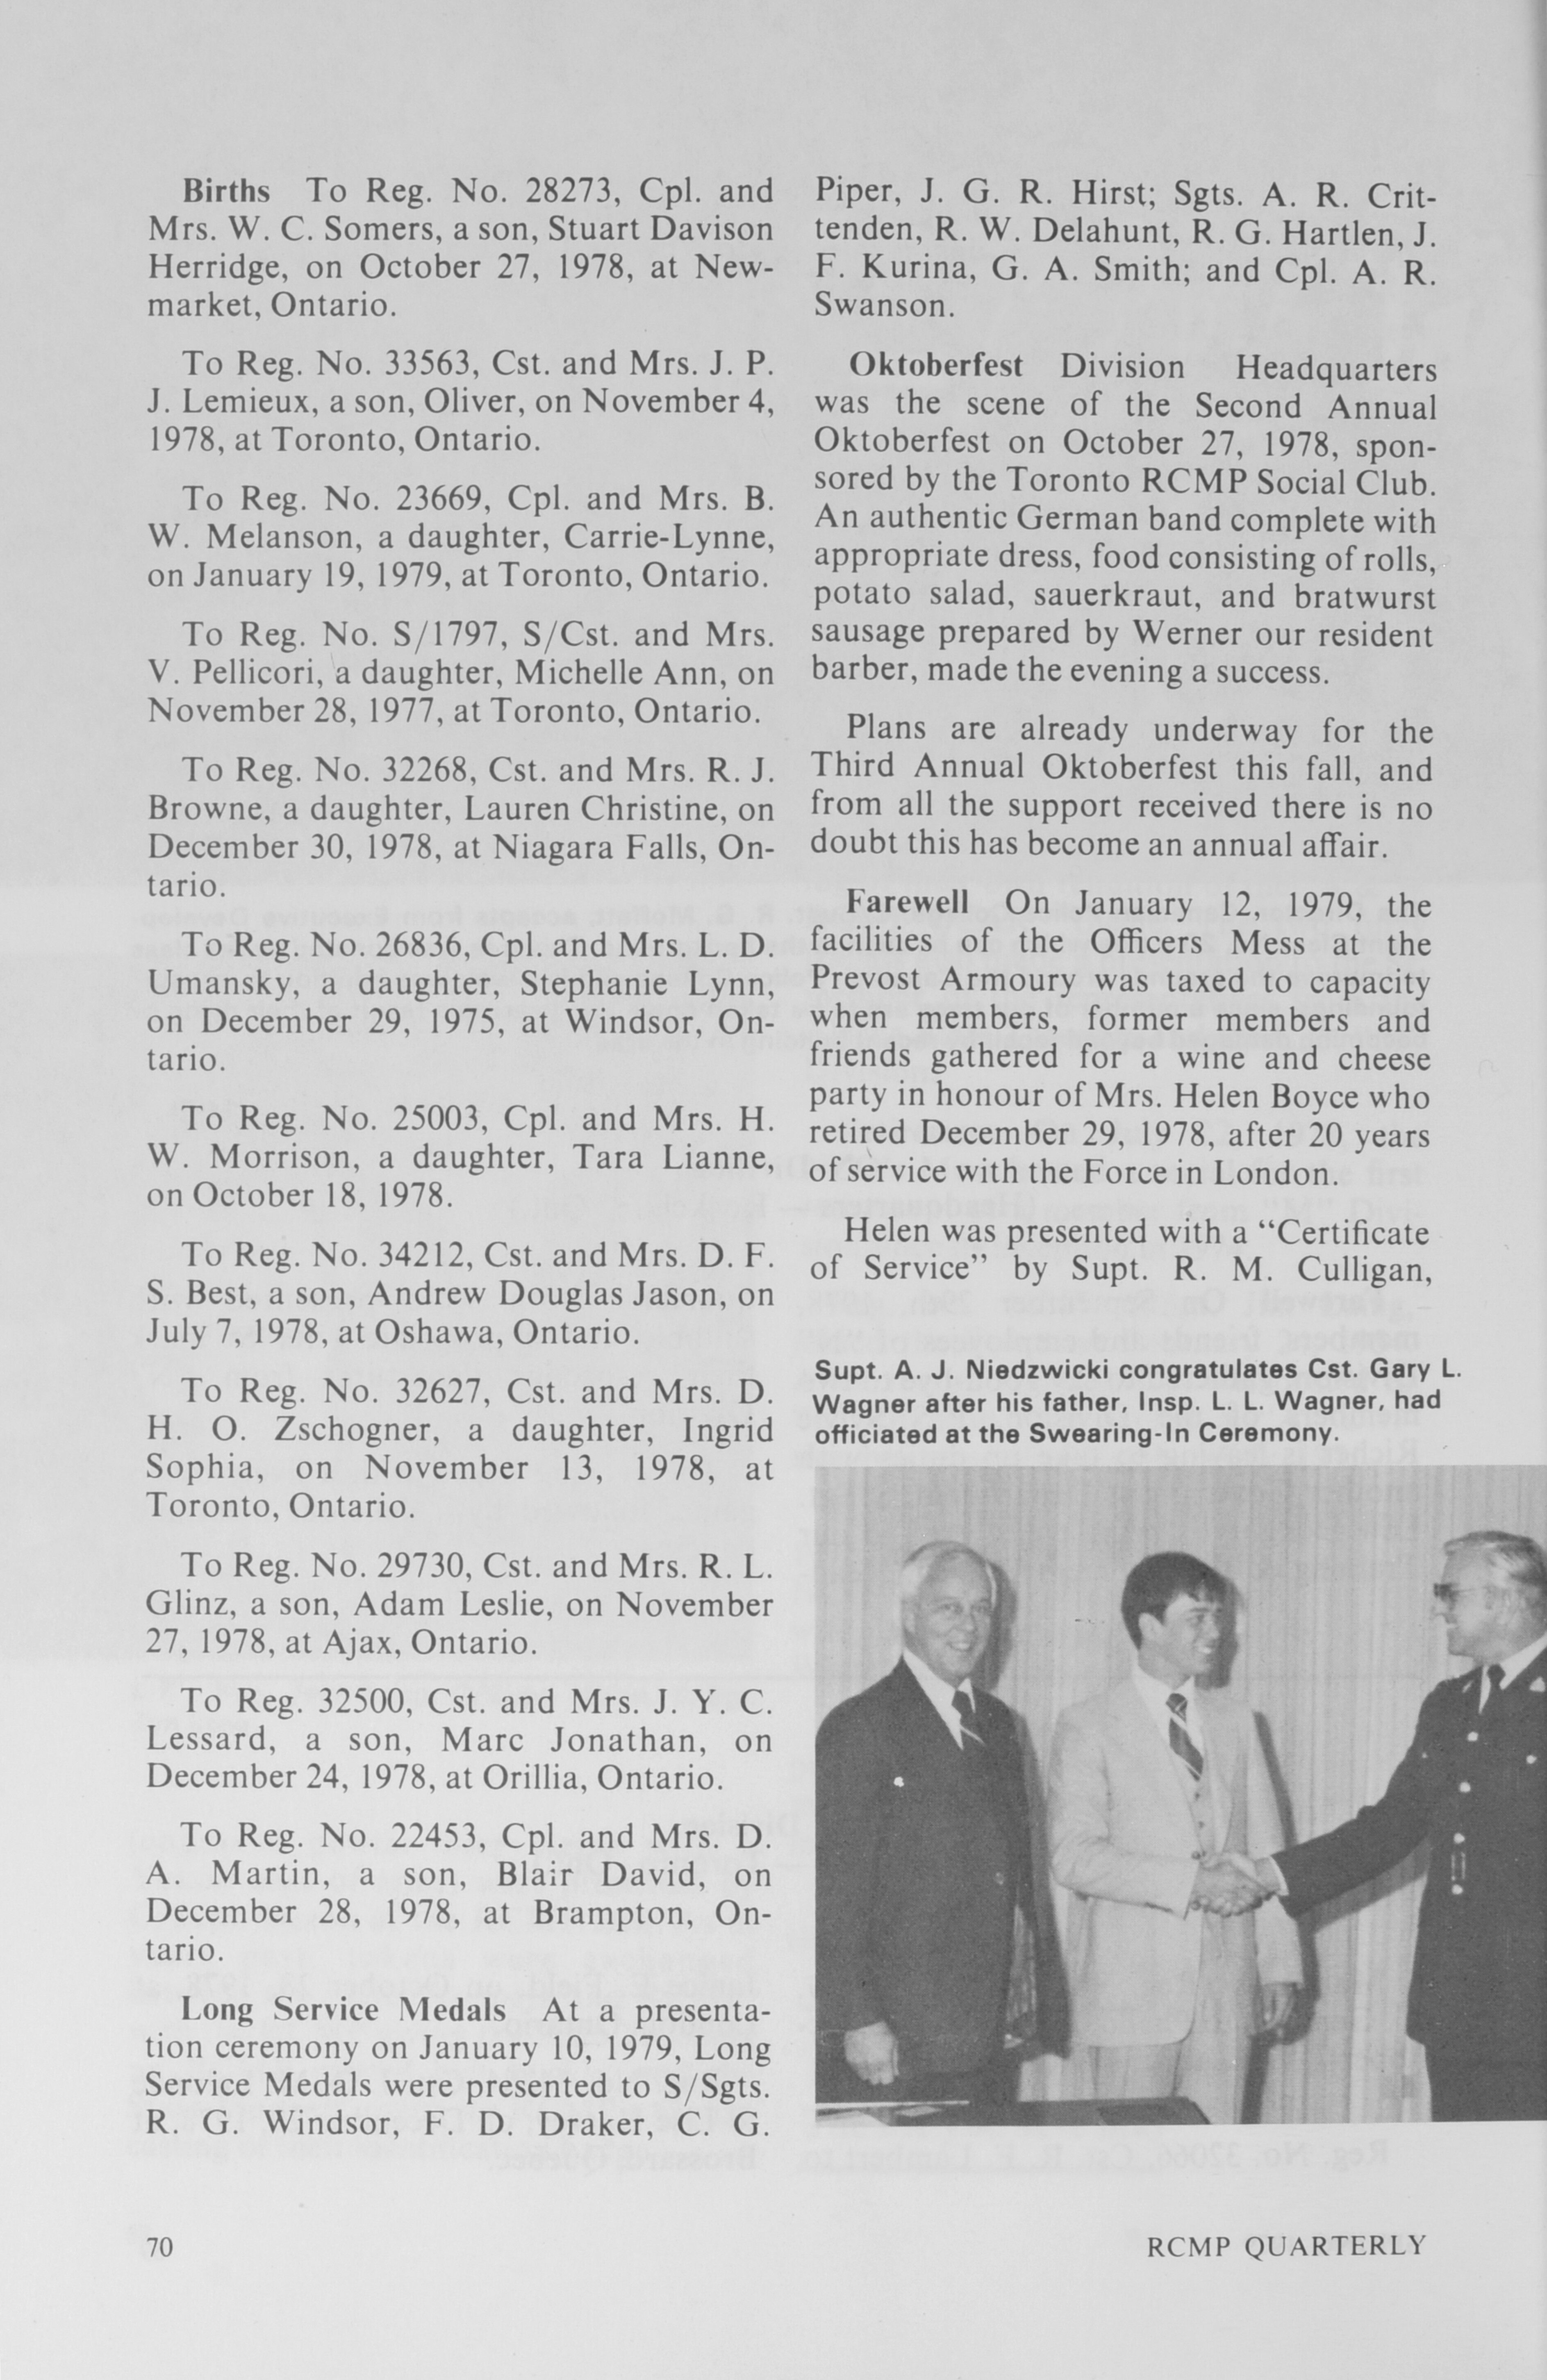 Births To Reg. No. 28273, Cpl. and
Mrs. W. C. Somers, a son, Stuart Davison
Herridge, on October 27, 1978, at New-
market, Ontario.
To Reg. No. 33563, Cst. and Mrs. J. P.
J. Lemieux, a son, Oliver, on November 4,
1978, at Toronto, Ontario.
To Reg. No. 23669, Cpl. and Mrs. B.
W. Melanson, a daughter, Carrie-Lynne,
on January 19, 1979, at Toronto, Ontario.
To Reg. No. S/1797, S/Cst. and Mrs.
V. Pellicori, a daughter, Michelle Ann, on
November 28, 1977, at Toronto, Ontario.
To Reg. No. 32268, Cst. and Mrs. R. J.
Browne, a daughter, Lauren Christine, on
December 30, 1978, at Niagara Falls, On-
tario.
To Reg. No. 26836, Cpl. and Mrs. L. D.
Umansky, a daughter, Stephanie Lynn,
on December 29, 1975, at Windsor, On-
tario.
To Reg. No. 25003, Cpl. and Mrs. H.
W. Morrison, a daughter, Tara Lianne,
on October 18, 1978.
To Reg. No. 34212, Cst. and Mrs. D. F.
S. Best, a son, Andrew Douglas Jason, on
July 7, 1978, at Oshawa, Ontario.
To Reg. No. 32627, Cst. and Mrs. D.
H. O. Zschogner, a daughter, Ingrid
Sophia, on November 13, 1978, at
Toronto, Ontario.
To Reg. No. 29730, Cst. and Mrs. R. L.
Glinz, a son, Adam Leslie, on November
27, 1978, at Ajax, Ontario.
To Reg. 32500, Cst. and Mrs. J. Y. C.
Lessard, a son, Marc Jonathan, on
December 24, 1978, at Orillia, Ontario.
To Reg. No. 22453, Cpl. and Mrs. D.
A. Martin, a son, Blair David, on
December 28, 1978, at Brampton, On-
tario.
Long Service Medals At a presenta-
tion ceremony on January 10, 1979, Long
Service Medals were presented to S/Sgts.
R. G. Windsor, F. D. Draker, C. G.
Piper, J. G. R. Hirst; Sgts. A. R. Crit-
tenden, R. W. Delahunt, R. G. Hartlen, J.
F. Kurina, G. A. Smith; and Cpl. A. R.
Swanson.
Oktoberfest Division Headquarters
was the scene of the Second Annual
Oktoberfest on October 27, 1978, spon-
sored by the Toronto RCMP Social Club.
An authentic German band complete with
appropriate dress, food consisting of rolls,
potato salad, sauerkraut, and bratwurst
sausage prepared by Werner our resident
barber, made the evening a success.
Plans are already underway for the
Third Annual Oktoberfest this fall, and
from all the support received there is no
doubt this has become an annual affair.
Farewell On January 12, 1979, the
facilities of the Officers Mess at the
Prevost Armoury was taxed to capacity
when members, former members and
friends gathered for a wine and cheese
party in honour of Mrs. Helen Boyce who
retired December 29, 1978, after 20 years
of service with the Force in London.
Helen was presented with a “Certificate
of Service” by Supt. R. M. Culligan,
Supt. A. J. Niedzwicki congratulates Cst. Gary L.
Wagner after his father, Insp. L. L. Wagner, had
officiated at the Swearing-In Ceremony.
70
RCMP QUARTERLY